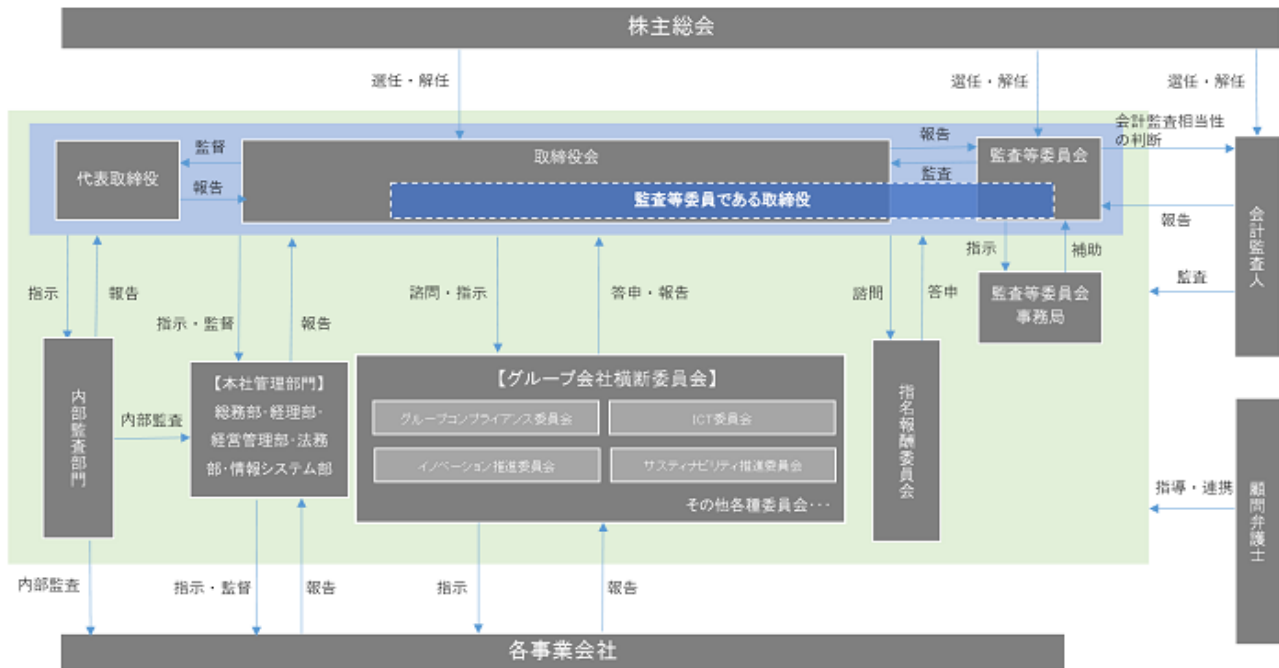 株主総会
選任・解任
選任・解任
選任・解任
会計監査相当性
の判断
代表取締役
監督
報告
取締役会
報告
監査
監査等委員会
監査等委員である取締役
報告
会計監査人
監査
指示
報告
指示・監督
報告
諮問・指示
答申・報告
諮問
答申
指示
補助
監査等委員会
事務局
内部監査部門
内部監査
【本社管理部門】
総務部・経理部・
経営管理部・法務
部・情報システム部
【グループ会社横断委員会】
グループコンプライアンス委員会
ICT委員会
イノベーション推進委員会
サスティナビリティ推進委員会
その他各種委員会・・・
指名報酬委員会
指導・連携
顧問弁護士
内部監査
指示・監督
報告
指示
報告
各事業会社